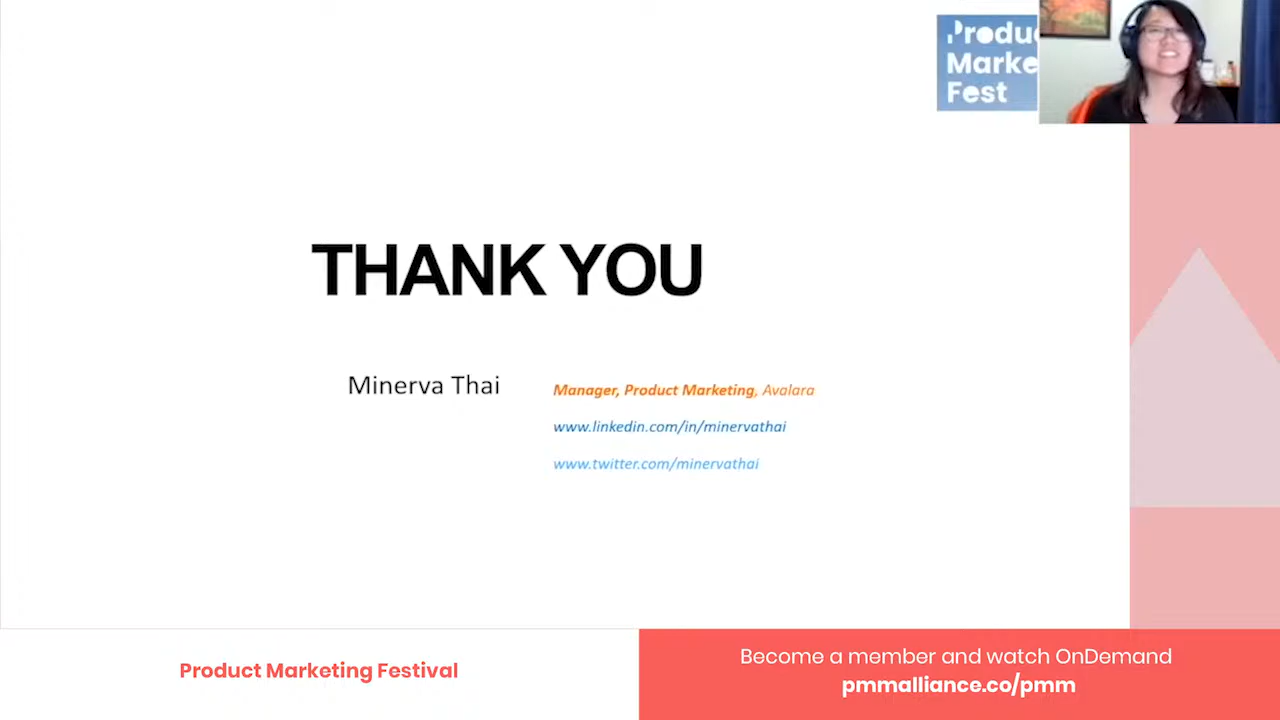 Produc
Marke
Fest
THANK YOU
Minerva Thai
Manager, Product Marketing, Avalara
www.linkedin.com/in/minervathai
www.twitter.com/minervathai
Product Marketing Festival
Become a member and watch OnDemand
pmmalliance.co/pmm